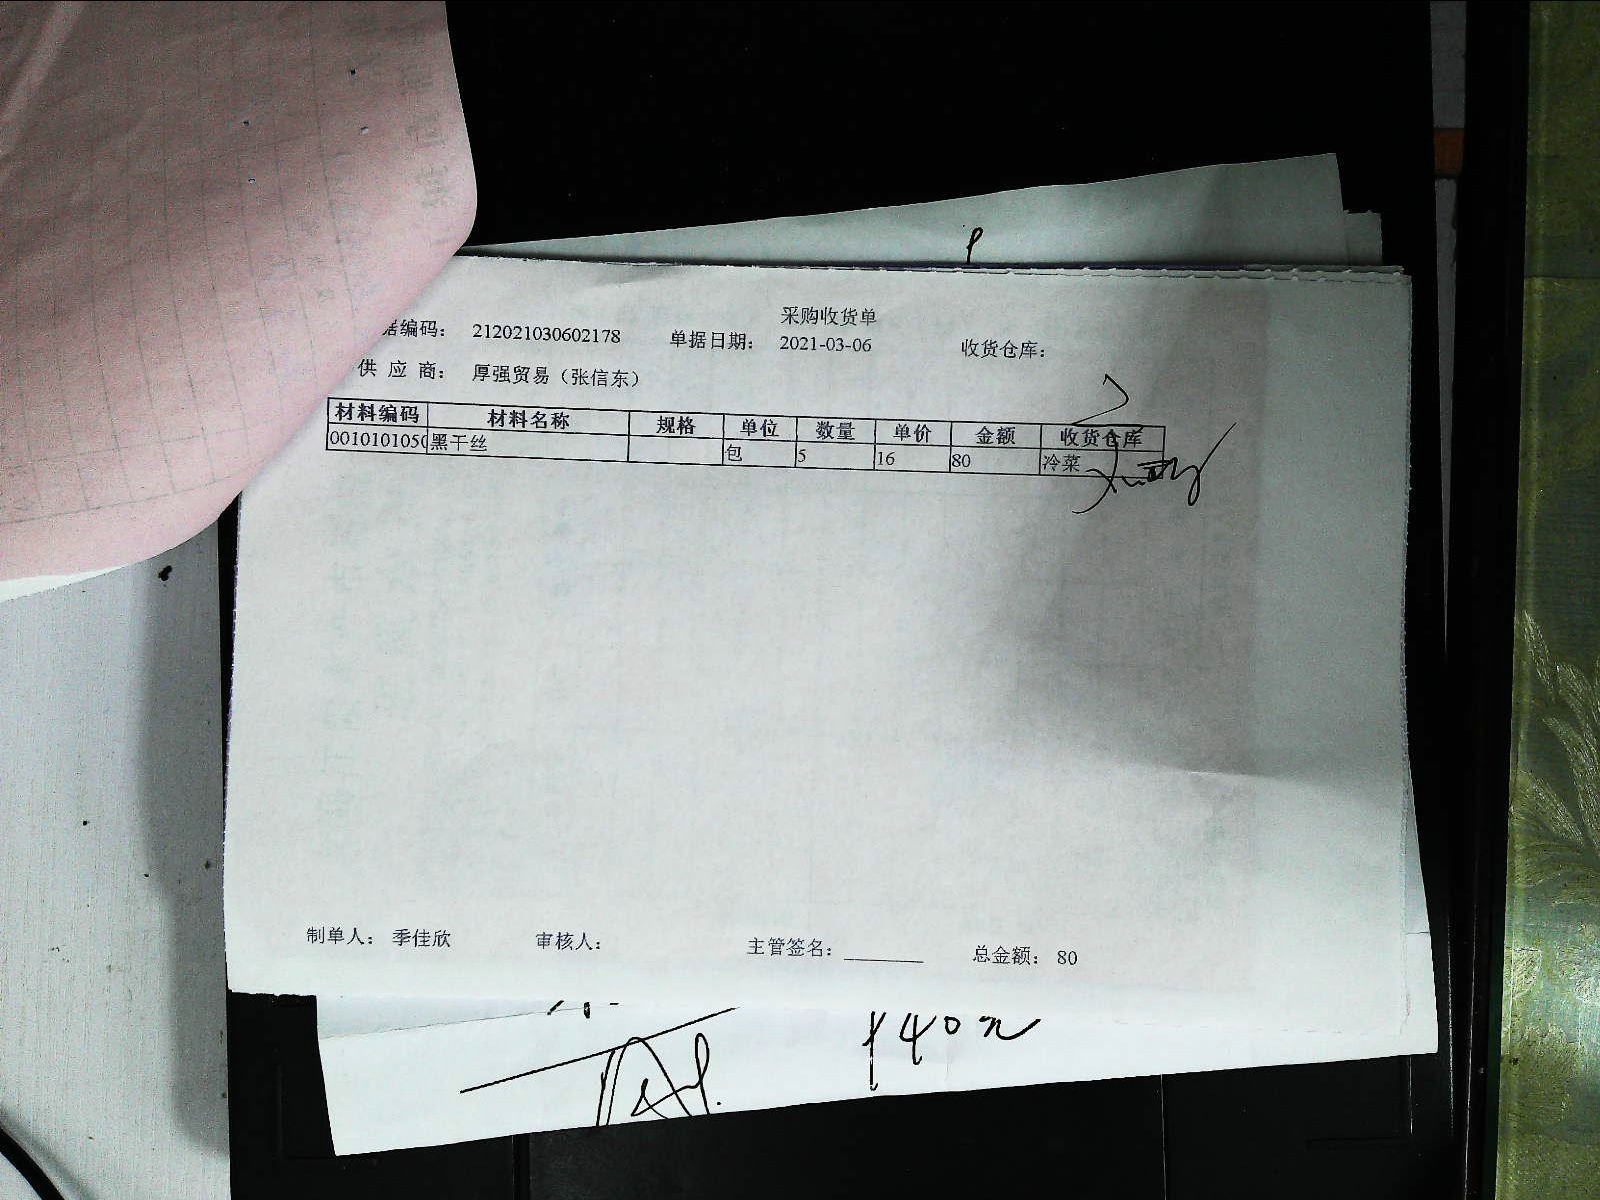 采购收货单
据编码： 212021030602178 单据日期： 2021-03-06 收货仓库：
供应商： 厚强贸易（张信东）
材料编码 材料名称 规格 单位 数量 单价 金额 收货仓库
0010101050 黑干丝 包 5 16 80 冷菜
制单人： 季佳欣 审核人： 主管签名： 总金额： 80
140